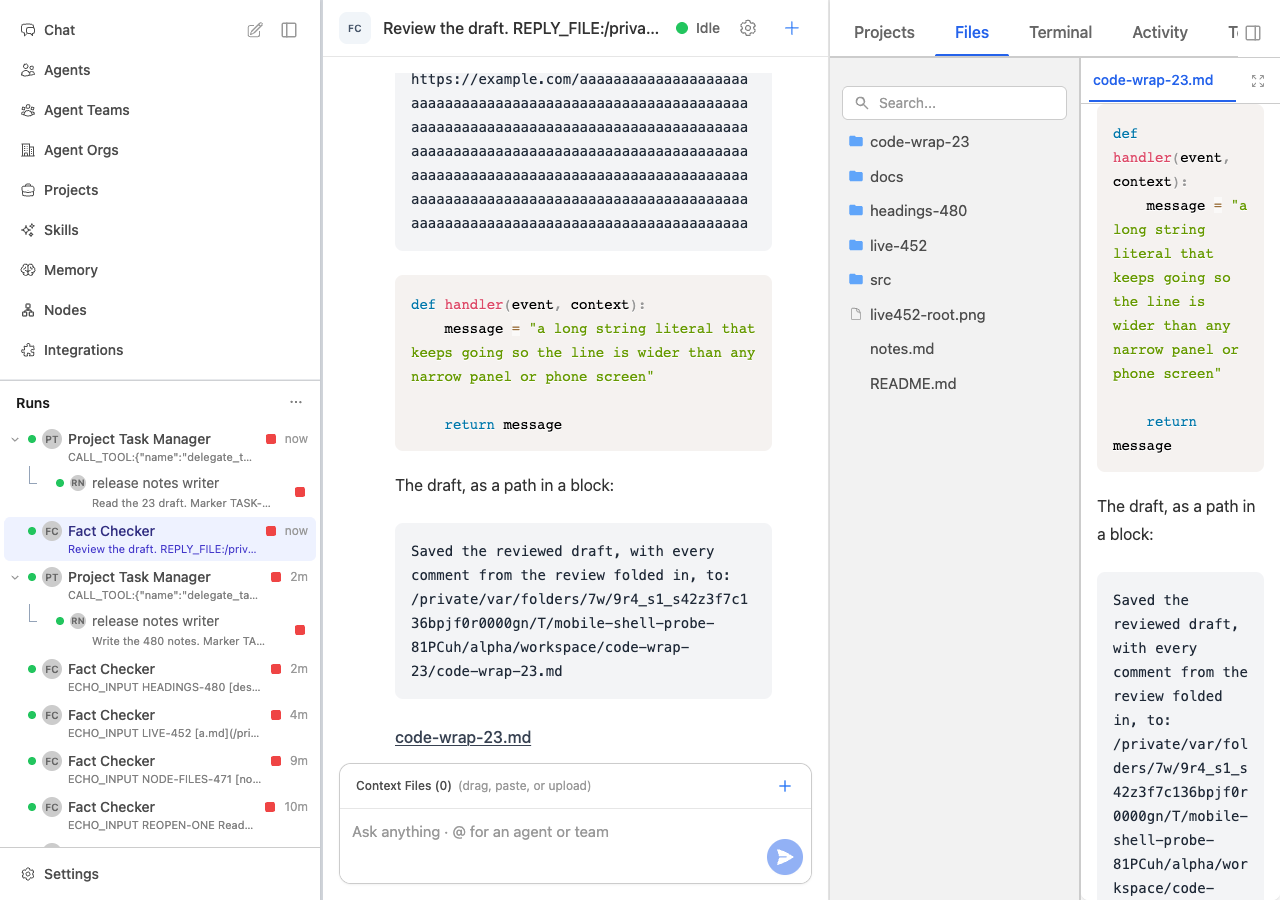 Chat
Agents
Agent Teams
Agent Orgs
Projects
Skills
Memory
Nodes
Integrations
Runs
PT Project Task Manager now
CALL_TOOL:{"name":"delegate_t...
RN release notes writer
Read the 23 draft. Marker TASK-...
FC Fact Checker now
Review the draft. REPLY_FILE:/priv...
PT Project Task Manager 2m
CALL_TOOL:{"name":"delegate_ta...
RN release notes writer
Write the 480 notes. Marker TA...
FC Fact Checker 2m
ECHO_INPUT HEADINGS-480 [des...
FC Fact Checker 4m
ECHO_INPUT LIVE-452 [a.md](/pri...
FC Fact Checker 9m
ECHO_INPUT NODE-FILES-471 [no...
FC Fact Checker 10m
ECHO_INPUT REOPEN-ONE Read...
Settings
FC Review the draft. REPLY_FILE:/priva... Idle
https://example.com/aaaaaaaaaaaaaaaaaaaa
aaaaaaaaaaaaaaaaaaaaaaaaaaaaaaaaaaaaaaaa
aaaaaaaaaaaaaaaaaaaaaaaaaaaaaaaaaaaaaaaa
aaaaaaaaaaaaaaaaaaaaaaaaaaaaaaaaaaaaaaaa
aaaaaaaaaaaaaaaaaaaaaaaaaaaaaaaaaaaaaaaa
aaaaaaaaaaaaaaaaaaaaaaaaaaaaaaaaaaaaaaaa
aaaaaaaaaaaaaaaaaaaaaaaaaaaaaaaaaaaaaaaa
def handler(event, context):
message = "a long string literal that
keeps going so the line is wider than any
narrow panel or phone screen"
return message
The draft, as a path in a block:
Saved the reviewed draft, with every
comment from the review folded in, to:
/private/var/folders/7w/9r4_s1_s42z3f7c1
36bpjf0r0000gn/T/mobile-shell-probe-
81PCuh/alpha/workspace/code-wrap-
23/code-wrap-23.md
code-wrap-23.md
Context Files (0) (drag, paste, or upload)
Ask anything · @ for an agent or team
Projects Files Terminal Activity
Search...
code-wrap-23
docs
headings-480
live-452
src
live452-root.png
notes.md
README.md
code-wrap-23.md
def
handler(event,
context):
message = "a
long string
literal that
keeps going so
the line is
wider than any
narrow panel or
phone screen"
return
message
The draft, as a path in
a block:
Saved the
reviewed draft,
with every
comment from the
review folded
in, to:
/private/var/fol
ders/7w/9r4_s1_s
42z3f7c136bpjf0r
0000gn/T/mobile-
shell-probe-
81PCuh/alpha/wor
kspace/code-